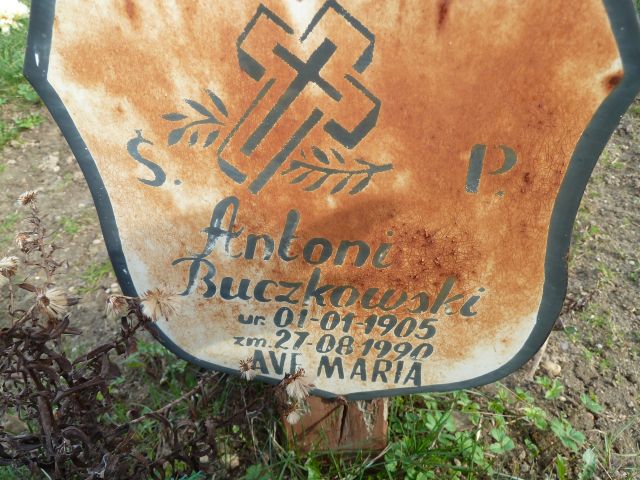 Ś. P.
Antoni
Buczkowski
ur. 01-01-1905
zm. 27-08-1990
AVE MARIA